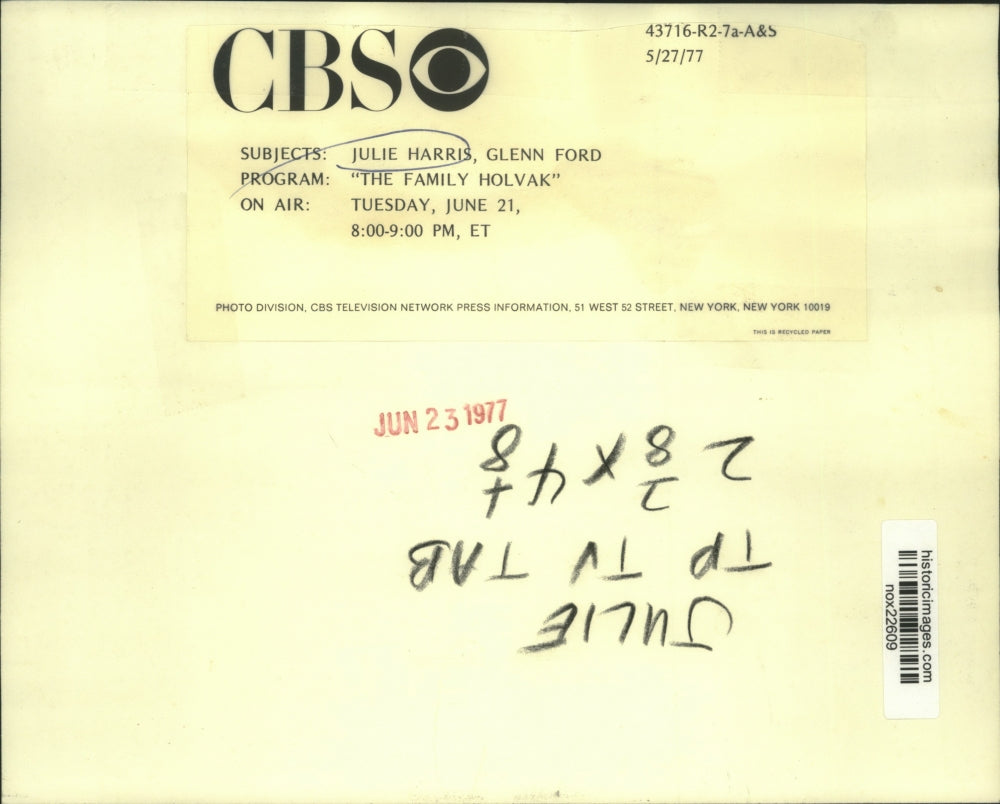 CBS
43716-R2-7a-A&S
5/27/77
SUBJECTS: JULIE HARRIS, GLENN FORD
PROGRAM: “THE FAMILY HOLVAK”
ON AIR: TUESDAY, JUNE 21,
8:00-9:00 PM, ET
PHOTO DIVISION, CBS TELEVISION NETWORK PRESS INFORMATION, 51 WEST 52 STREET, NEW YORK, NEW YORK 10019
THIS IS RECYCLED PAPER
JUN 23 1977
JULIE
TP TV TAB
2 2/8 X 4 1/8
historicimages.com
nox22609